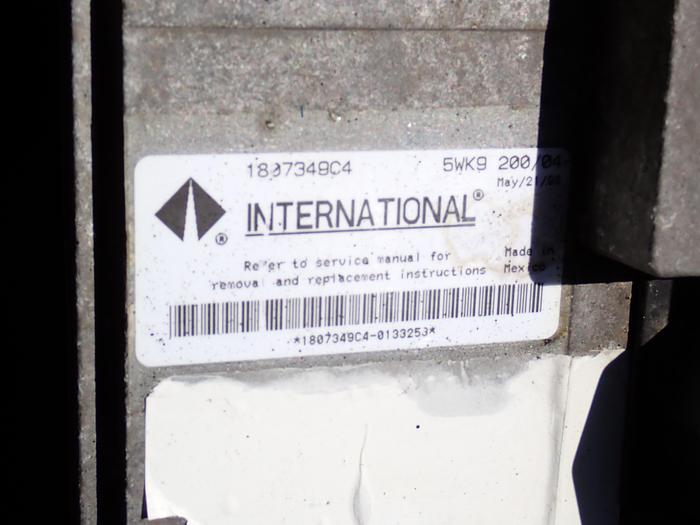 1807349C4 5WK9 200/04
May/21/
® INTERNATIONAL®
Refer to service manual for Made in
removal and replacement instructions Mexico
*1807349C4-0133253*